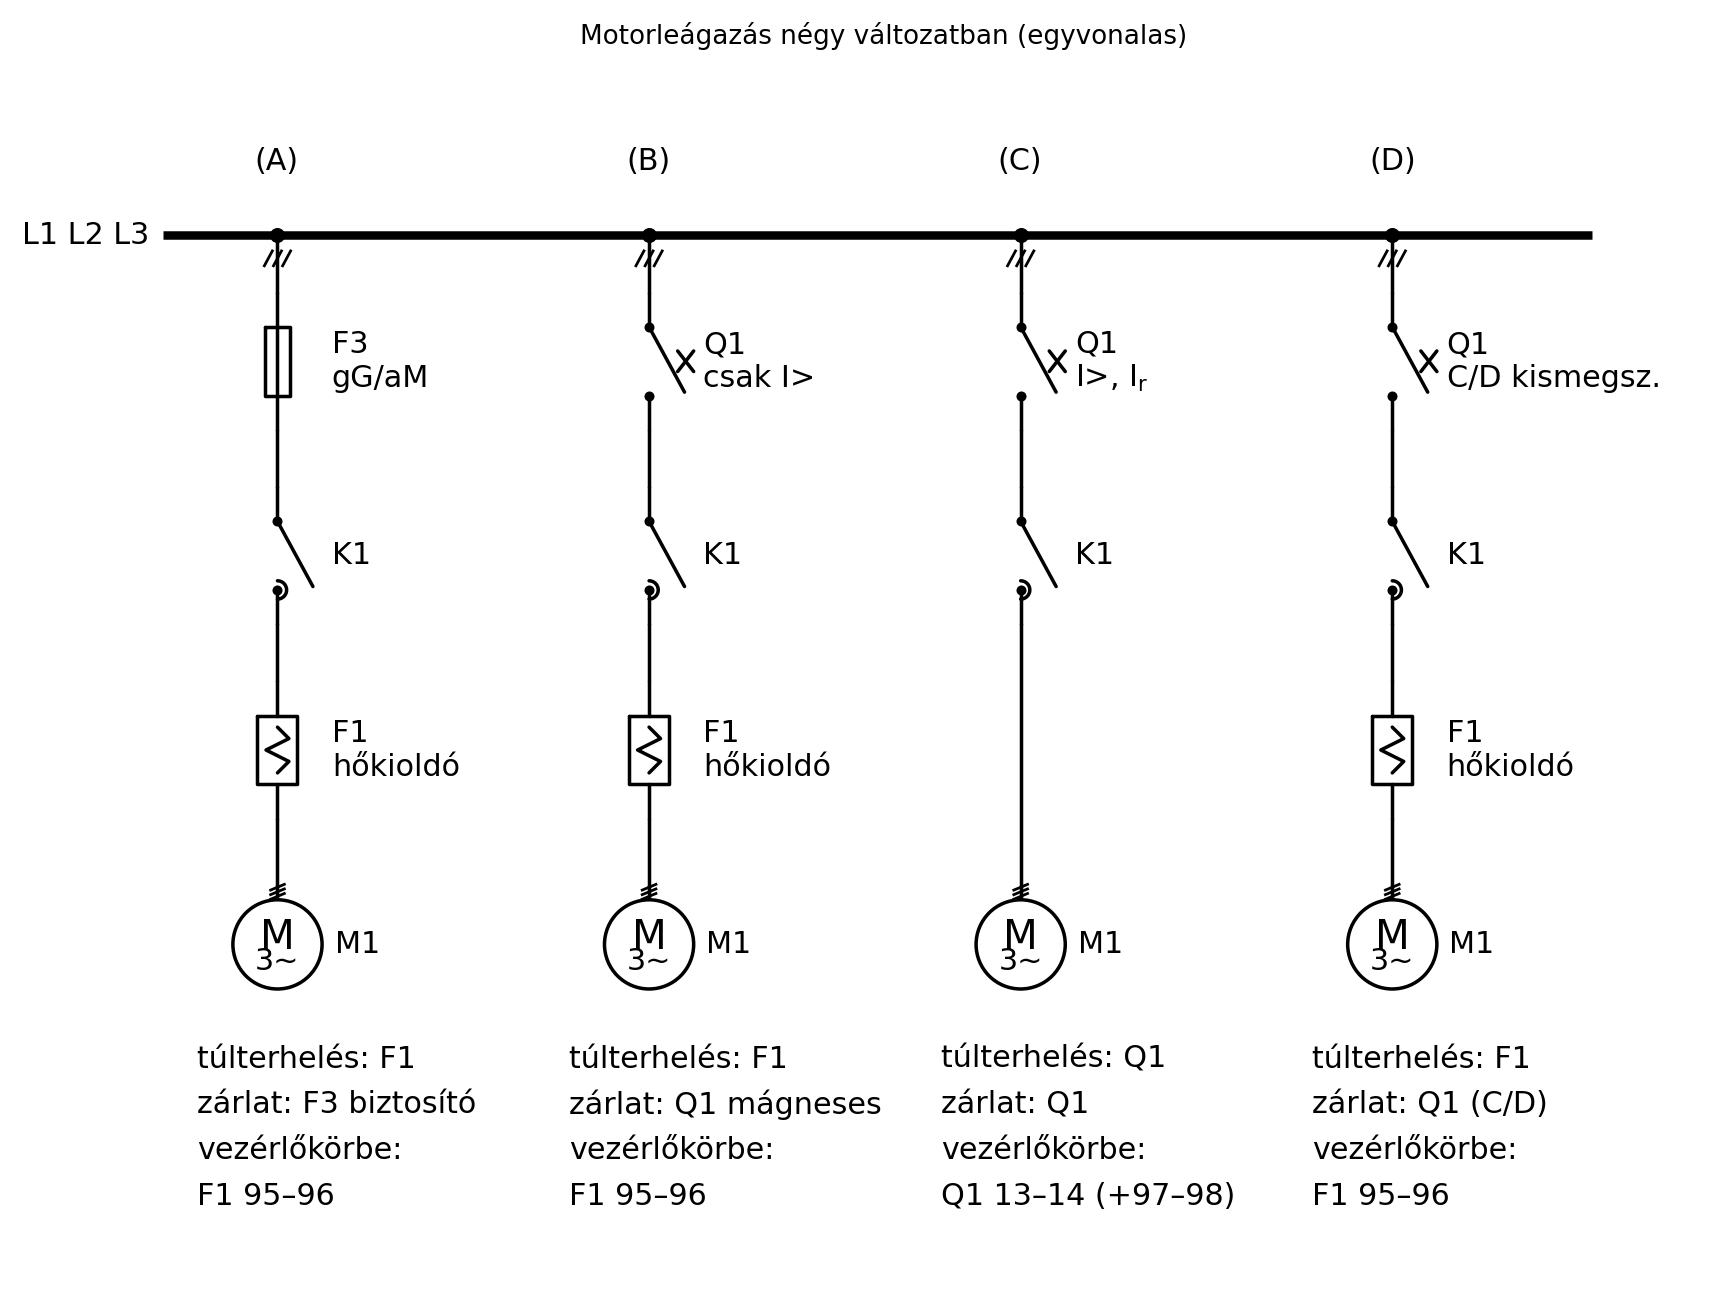 Motorleágazás négy változatban (egyvonalas)
(A)
(B)
(C)
(D)
L1 L2 L3
F3
gG/aM
Q1
csak I>
Q1
I>, Ir
Q1
C/D kismegsz.
K1
K1
K1
K1
F1
hőkioldó
F1
hőkioldó
F1
hőkioldó
M
3~
M1
M
3~
M1
M
3~
M1
M
3~
M1
túlterhelés: F1
zárlat: F3 biztosító
vezérlőkörbe:
F1 95–96
túlterhelés: F1
zárlat: Q1 mágneses
vezérlőkörbe:
F1 95–96
túlterhelés: Q1
zárlat: Q1
vezérlőkörbe:
Q1 13–14 (+97–98)
túlterhelés: F1
zárlat: Q1 (C/D)
vezérlőkörbe:
F1 95–96